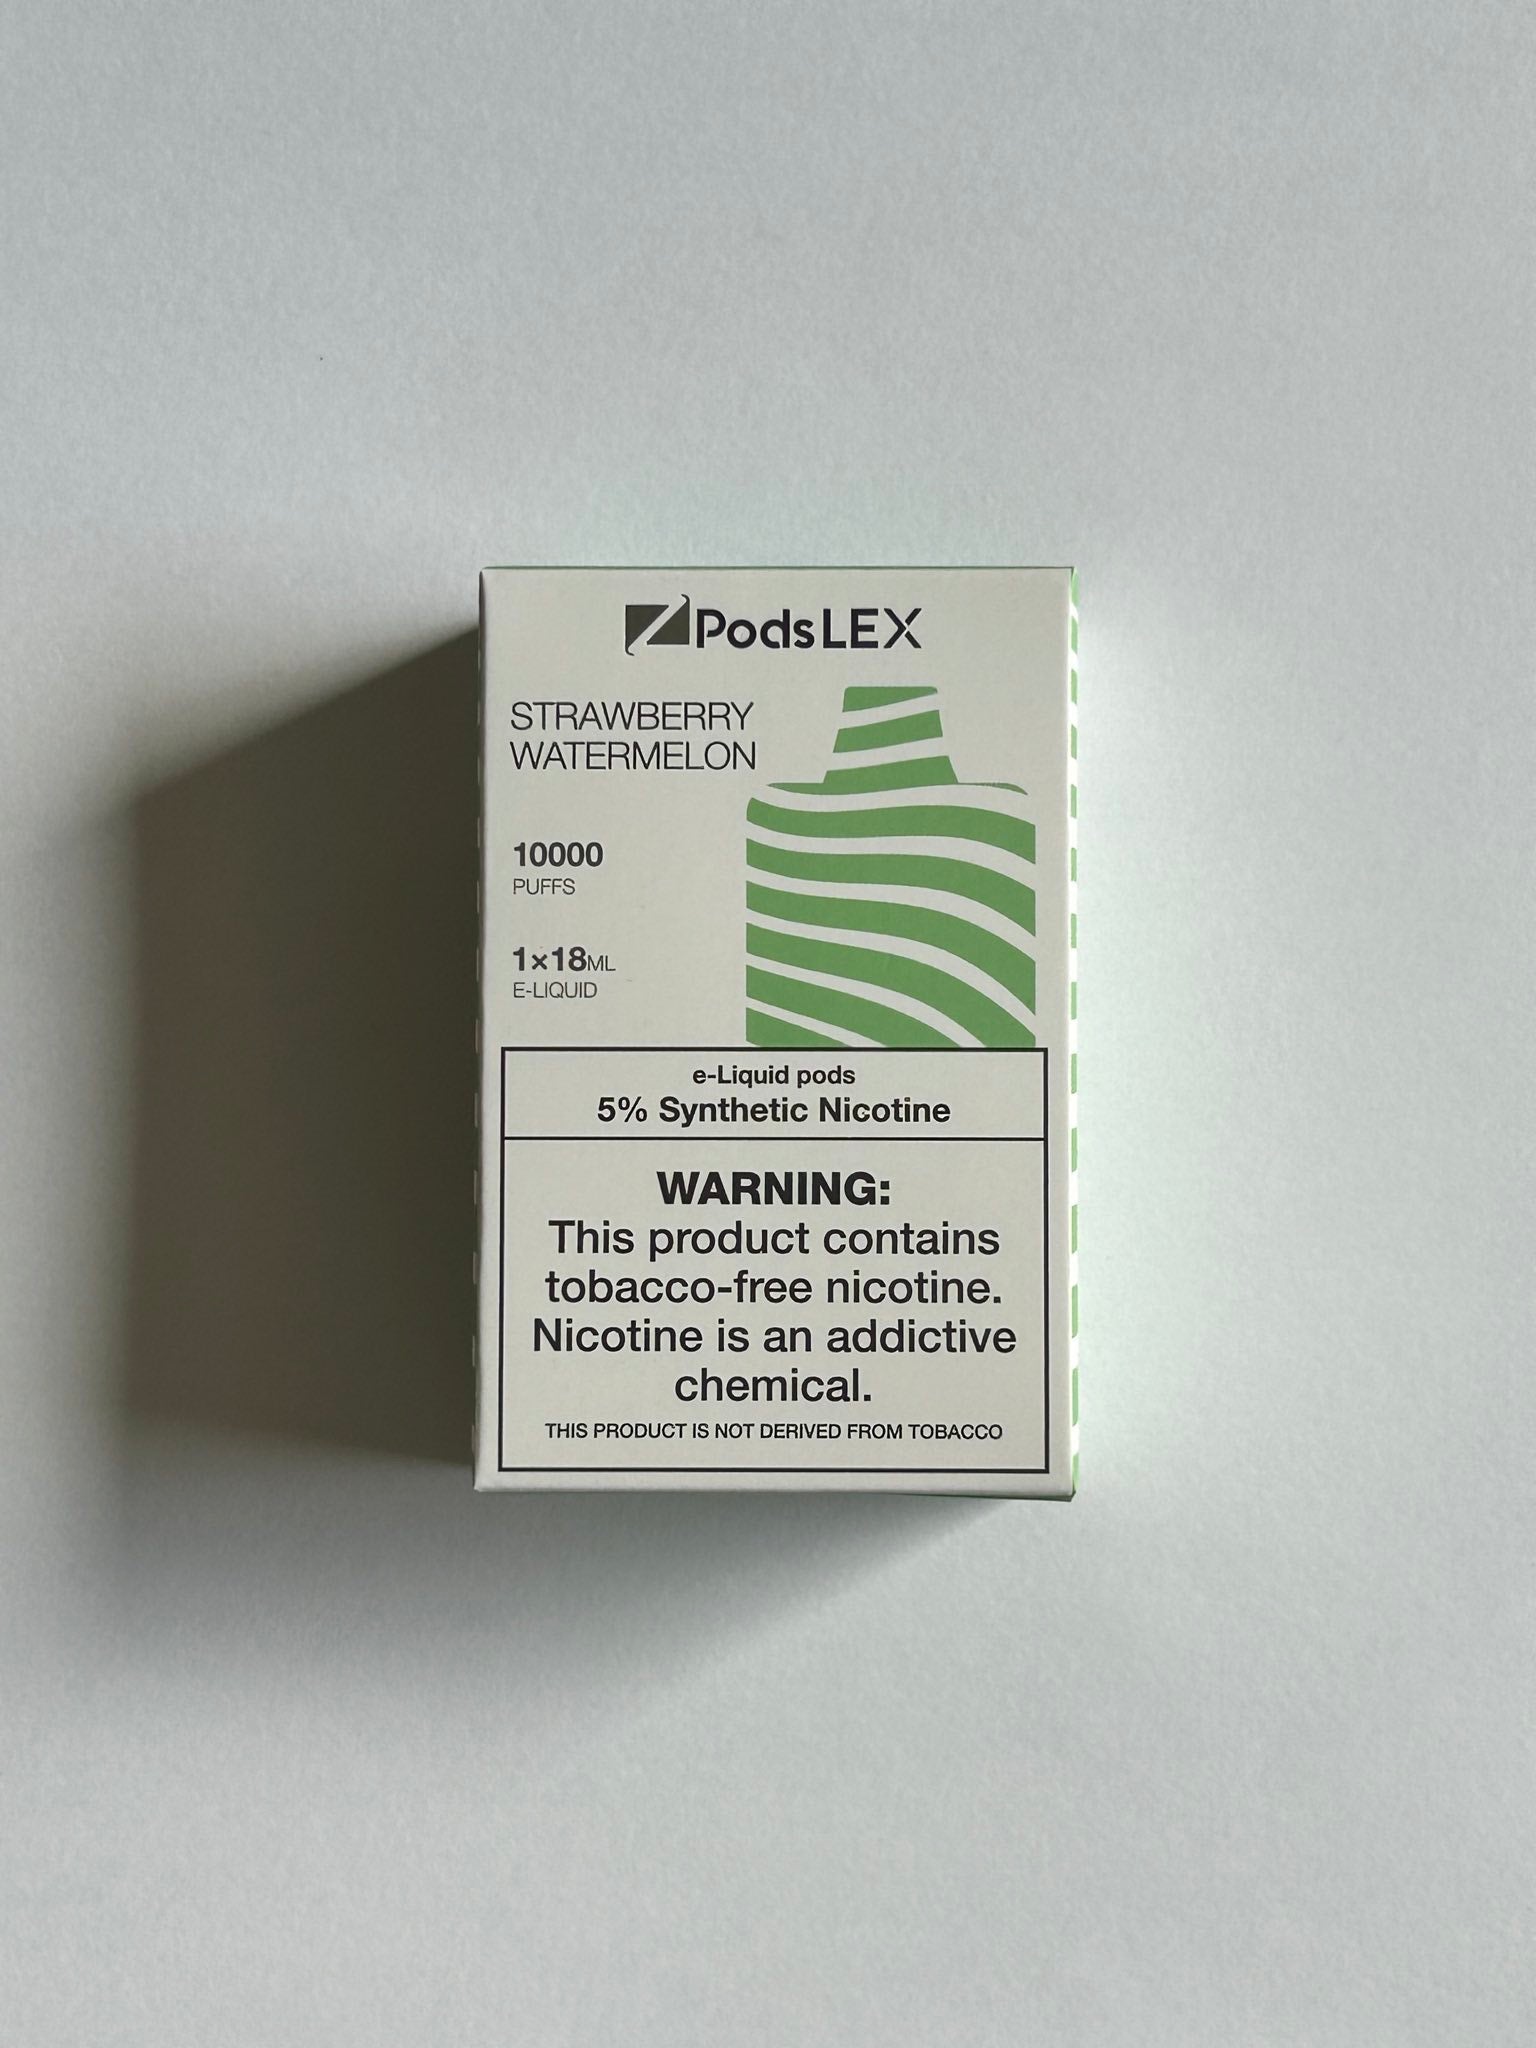 PodsLEX
STRAWBERRY
WATERMELON
10000
PUFFS
1×18ML
E-LIQUID
e-Liquid pods
5% Synthetic Nicotine
WARNING:
This product contains
tobacco-free nicotine.
Nicotine is an addictive
chemical.
THIS PRODUCT IS NOT DERIVED FROM TOBACCO